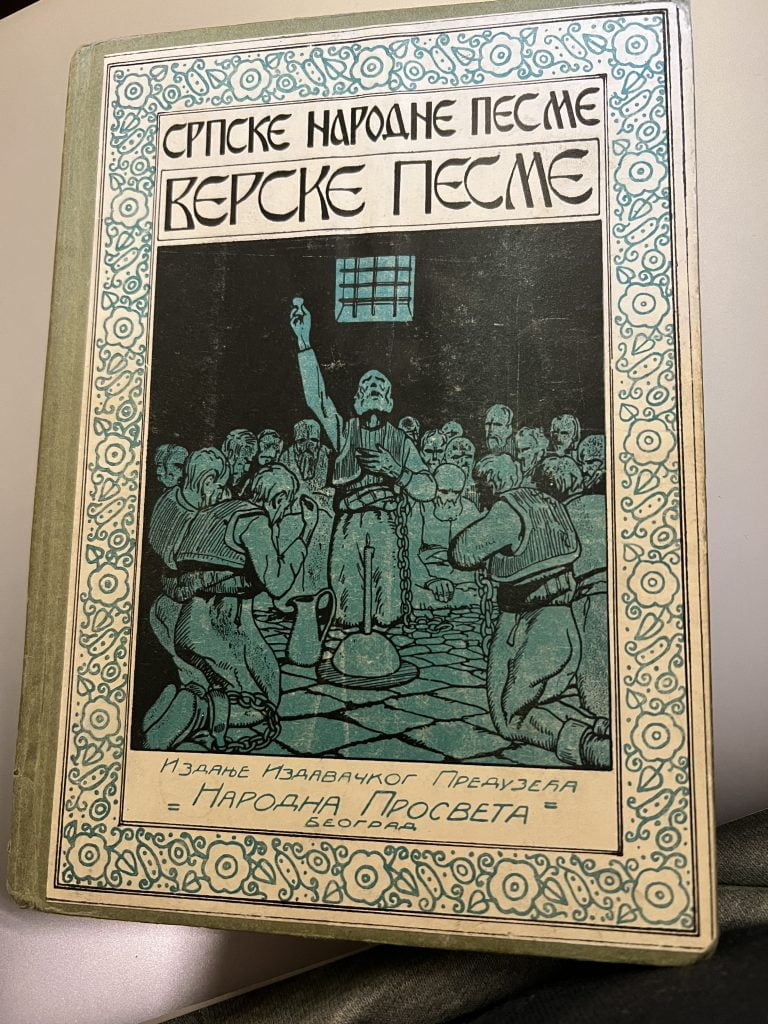 СРПСКЕ НАРОДНЕ ПЕСМЕ
ВЕРСКЕ ПЕСМЕ
ИЗДАЊЕ ИЗДАВАЧКОГ ПРЕДУЗЕЋА
= НАРОДНА ПРОСВЕТА =
БЕОГРАД